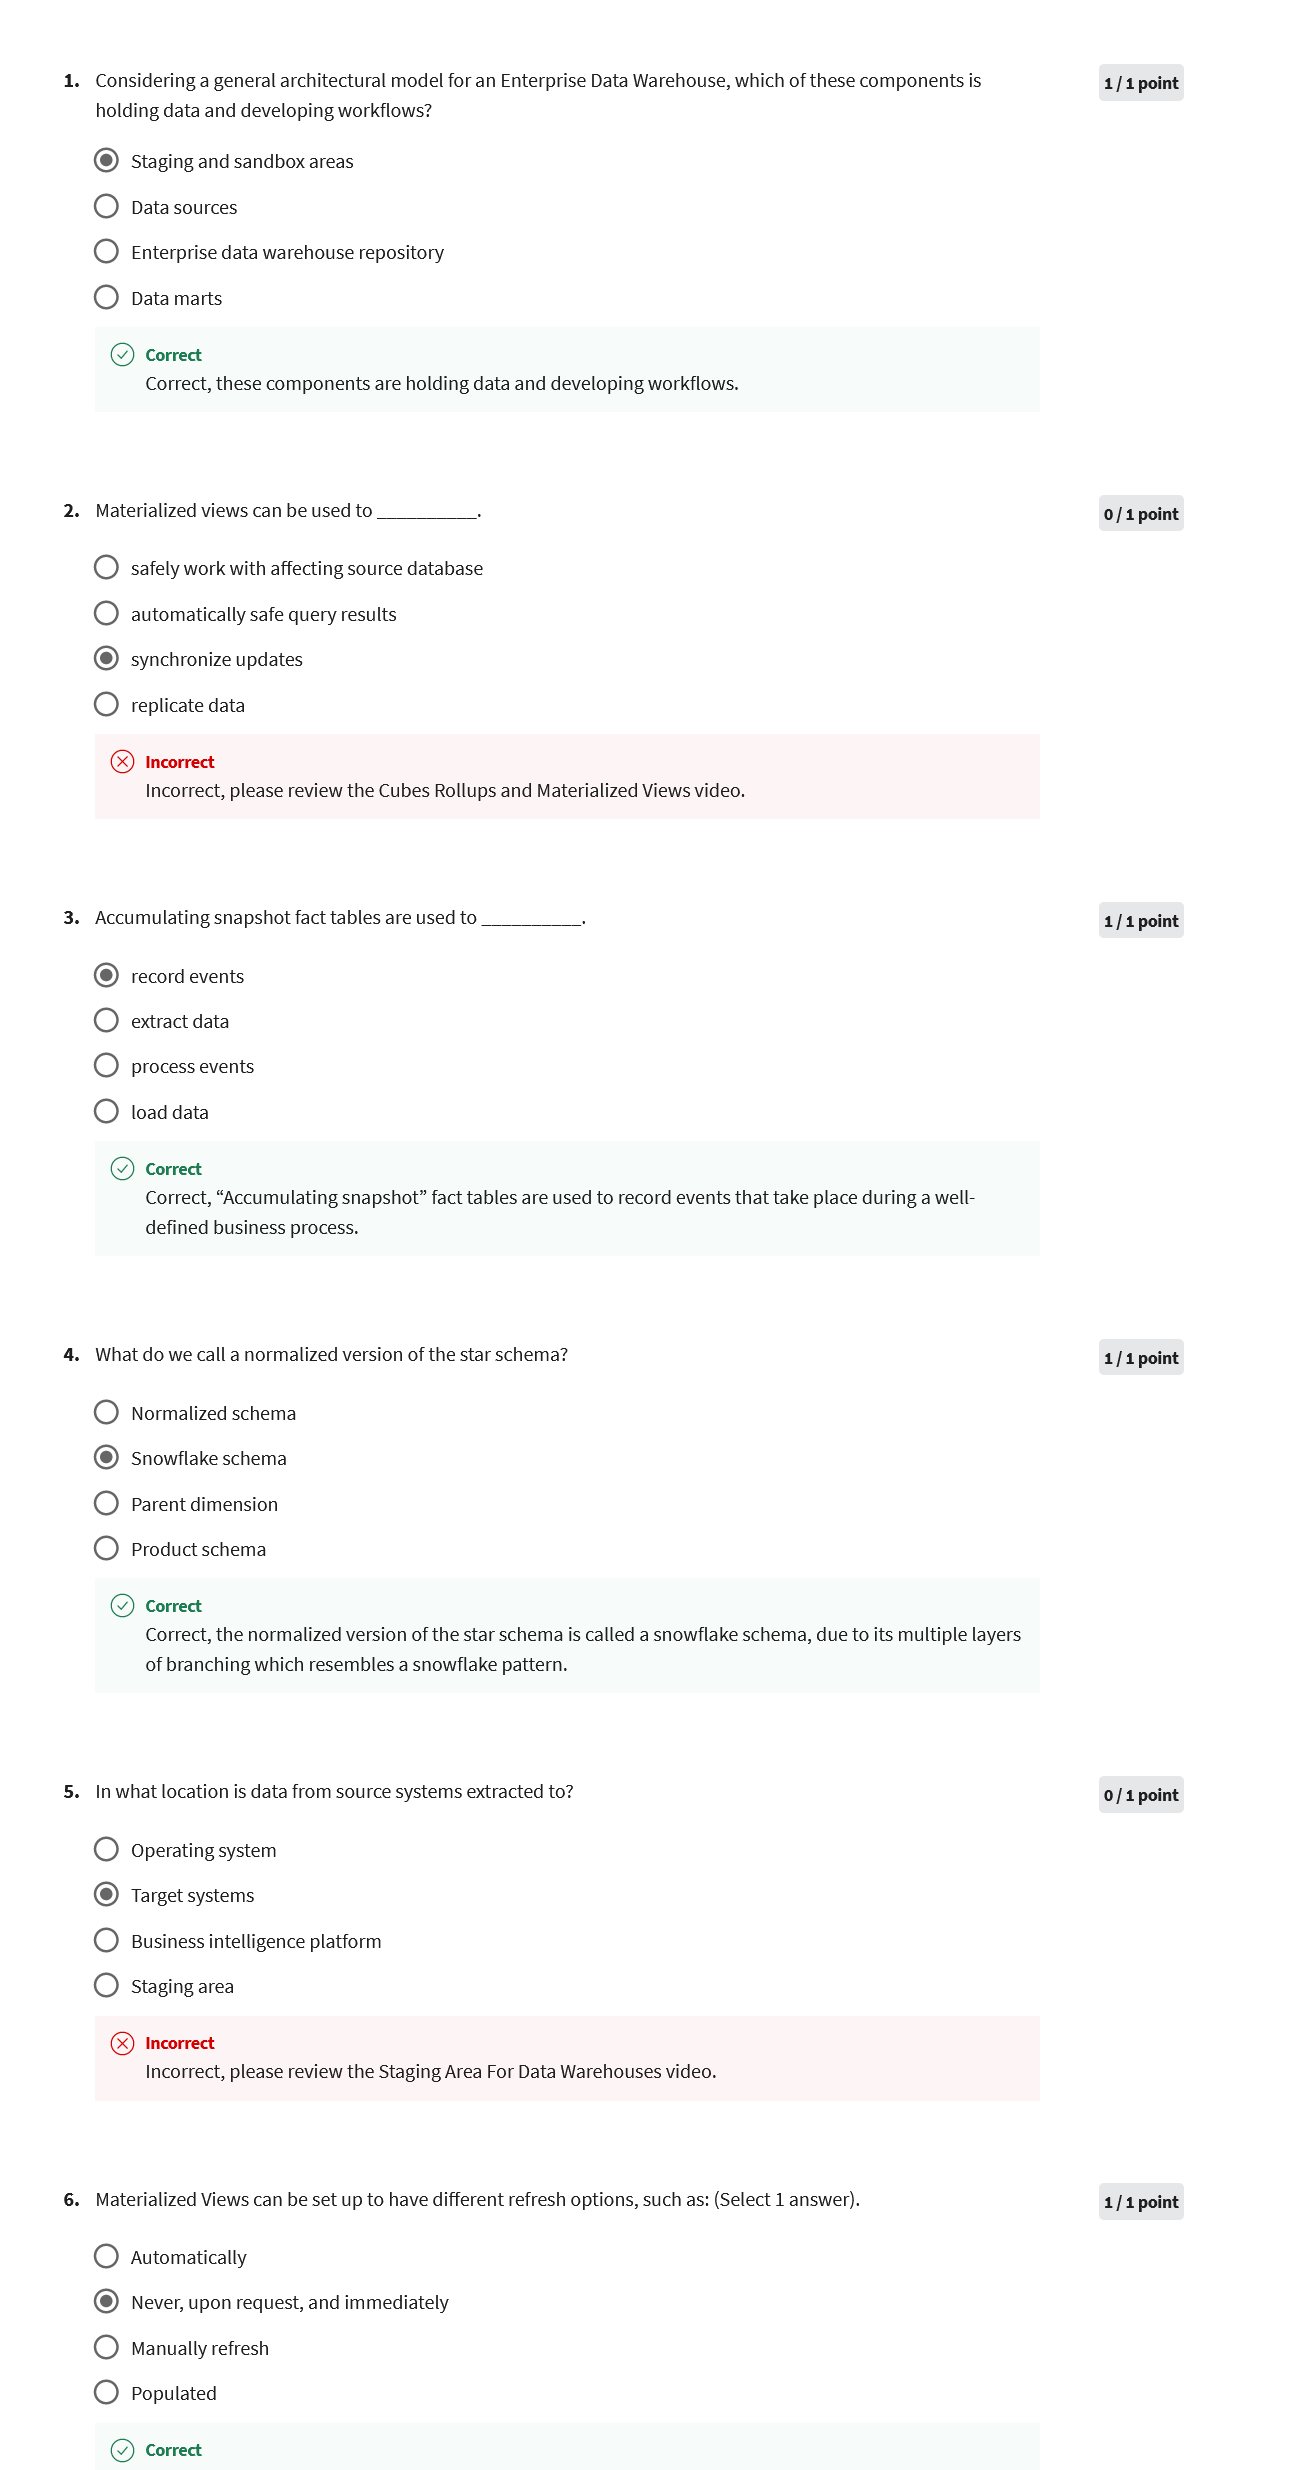 1. Considering a general architectural model for an Enterprise Data Warehouse, which of these components is
1 / 1 point
holding data and developing workflows?
Staging and sandbox areas
Data sources
Enterprise data warehouse repository
Data marts
Correct
Correct, these components are holding data and developing workflows.
2. Materialized views can be used to __________.
0 / 1 point
safely work with affecting source database
automatically safe query results
synchronize updates
replicate data
Incorrect
Incorrect, please review the Cubes Rollups and Materialized Views video.
3. Accumulating snapshot fact tables are used to __________.
1 / 1 point
record events
extract data
process events
load data
Correct
Correct, “Accumulating snapshot” fact tables are used to record events that take place during a well-
defined business process.
4. What do we call a normalized version of the star schema?
1 / 1 point
Normalized schema
Snowflake schema
Parent dimension
Product schema
Correct
Correct, the normalized version of the star schema is called a snowflake schema, due to its multiple layers
of branching which resembles a snowflake pattern.
5. In what location is data from source systems extracted to?
0 / 1 point
Operating system
Target systems
Business intelligence platform
Staging area
Incorrect
Incorrect, please review the Staging Area For Data Warehouses video.
6. Materialized Views can be set up to have different refresh options, such as: (Select 1 answer).
1 / 1 point
Automatically
Never, upon request, and immediately
Manually refresh
Populated
Correct